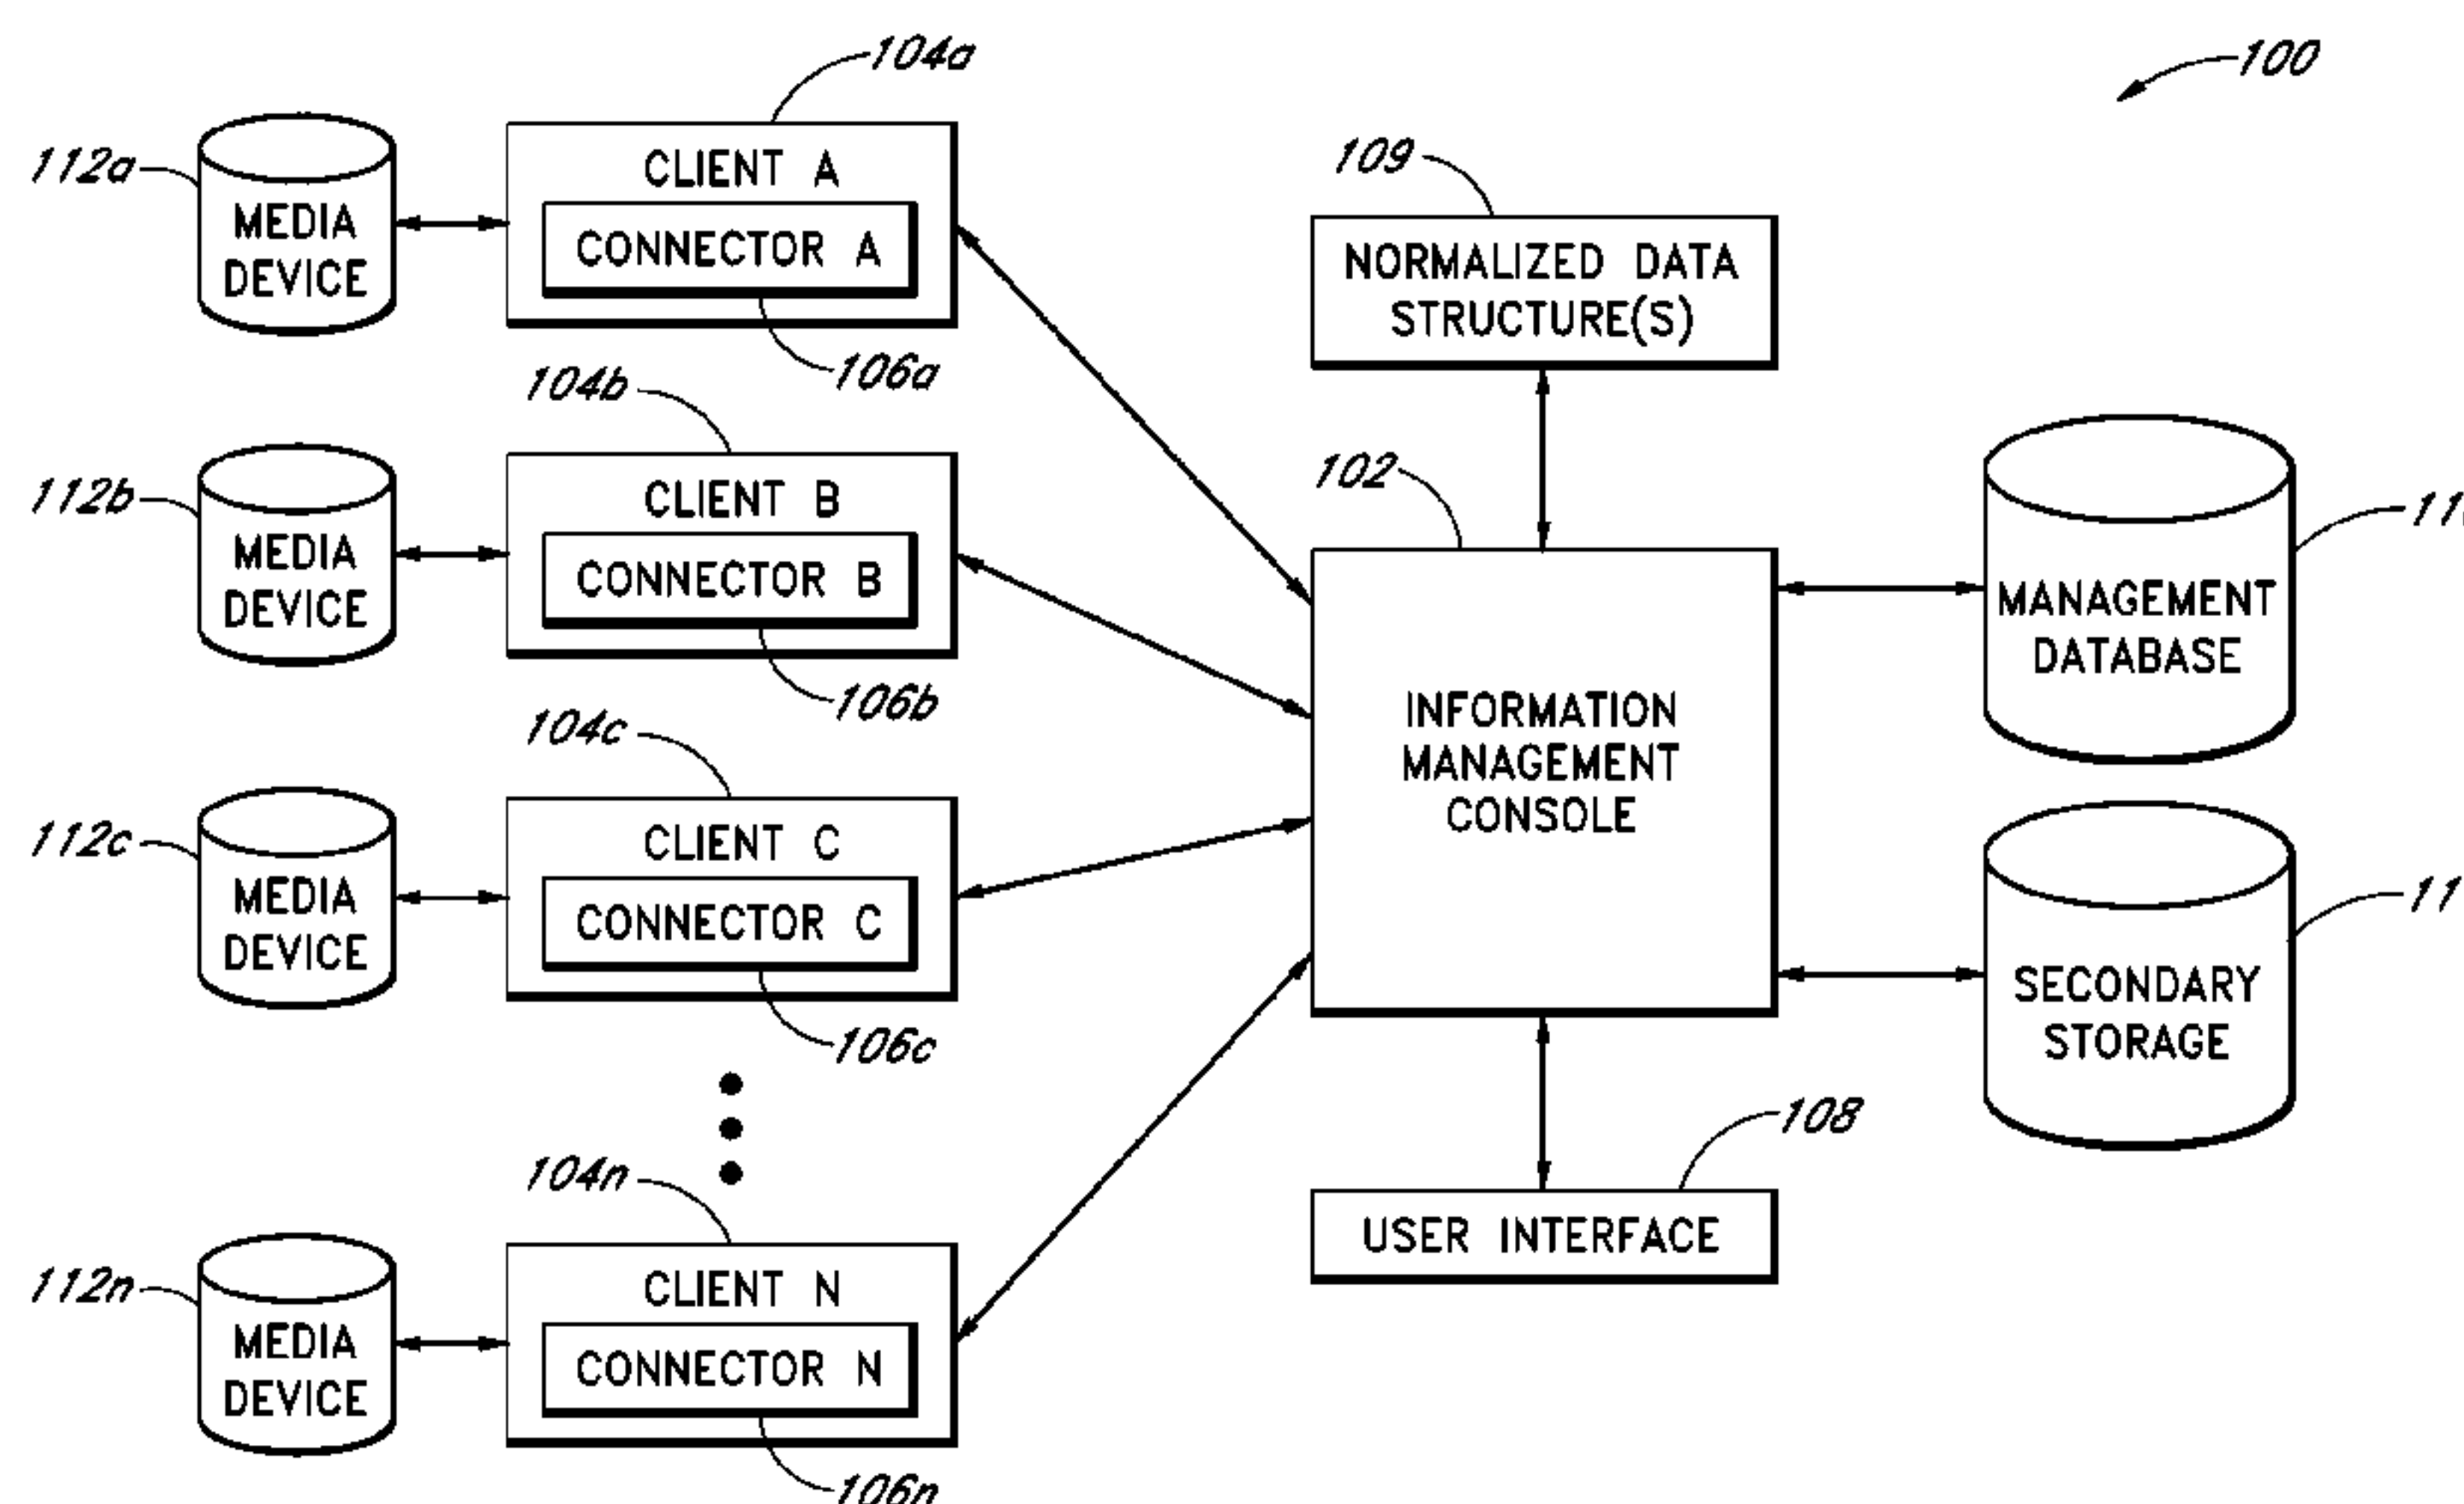 104a
100
112a
CLIENT A
MEDIA
DEVICE
CONNECTOR A
106a
109
NORMALIZED DATA
STRUCTURE(S)
104b
112b
CLIENT B
MEDIA
DEVICE
CONNECTOR B
106b
102
INFORMATION
MANAGEMENT
CONSOLE
MANAGEMENT
DATABASE
104c
112c
CLIENT C
MEDIA
DEVICE
CONNECTOR C
106c
SECONDARY
STORAGE
108
USER INTERFACE
104n
112n
CLIENT N
MEDIA
DEVICE
CONNECTOR N
106n